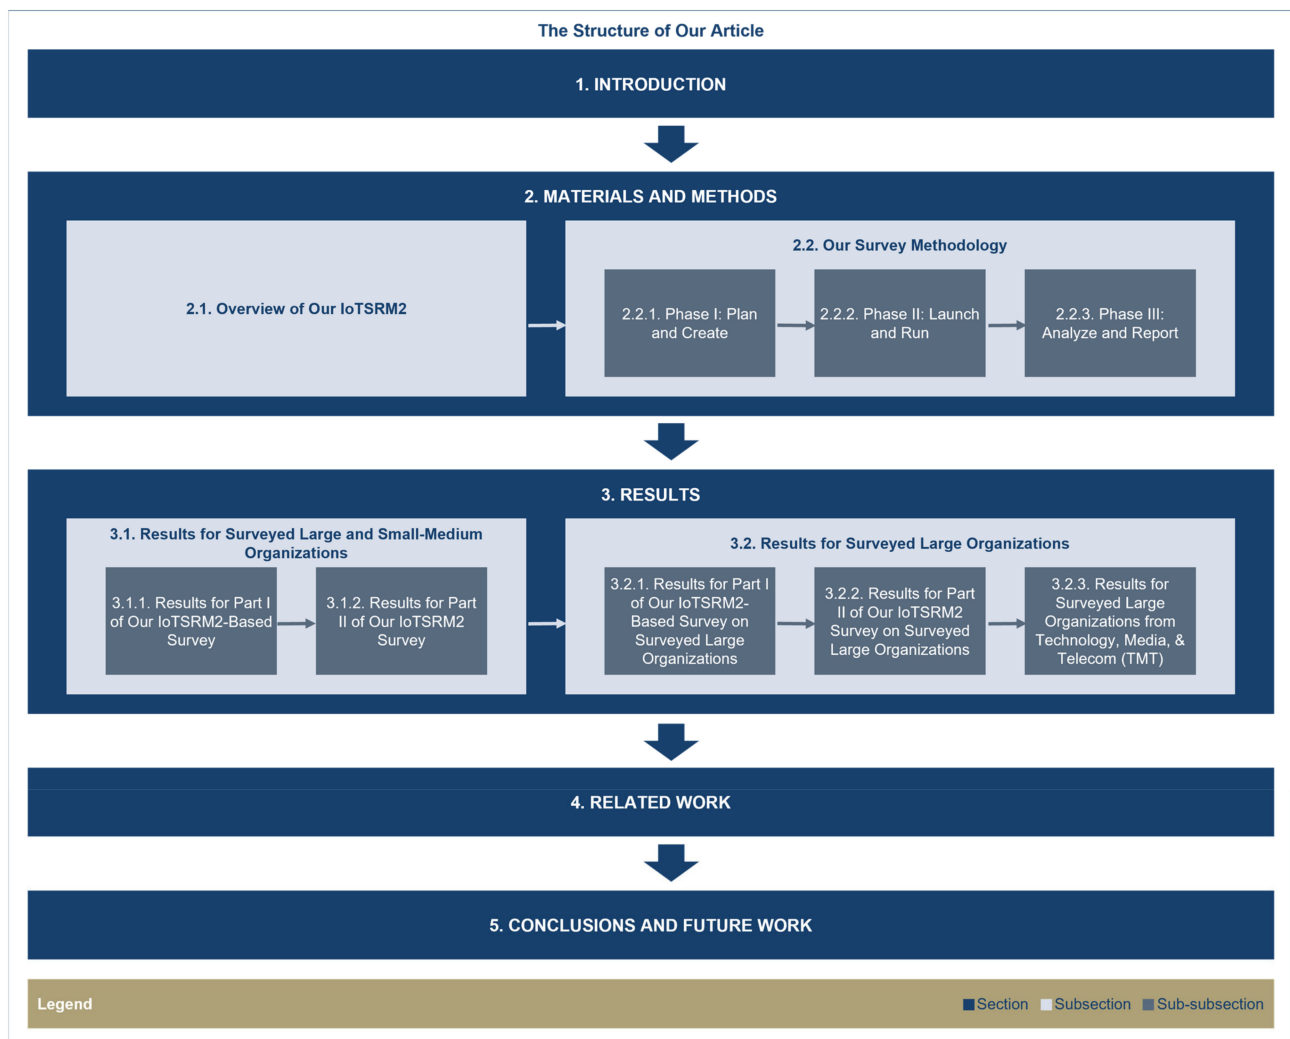 The Structure of Our Article
1. INTRODUCTION
2. MATERIALS AND METHODS
2.1. Overview of Our IoTSRM2
2.2. Our Survey Methodology
2.2.1. Phase I: Plan
and Create
2.2.2. Phase II: Launch
and Run
2.2.3. Phase III:
Analyze and Report
3. RESULTS
3.1. Results for Surveyed Large and Small-Medium
Organizations
3.1.1. Results for Part I
of Our IoTSRM2-Based
Survey
3.1.2. Results for Part
II of Our IoTSRM2
Survey
3.2. Results for Surveyed Large Organizations
3.2.1. Results for Part I
of Our IoTSRM2-
Based Survey on
Surveyed Large
Organizations
3.2.2. Results for Part
II of Our IoTSRM2
Survey on Surveyed
Large Organizations
3.2.3. Results for
Surveyed Large
Organizations from
Technology, Media, &
Telecom (TMT)
4. RELATED WORK
5. CONCLUSIONS AND FUTURE WORK
Legend
Section
Subsection
Sub-subsection